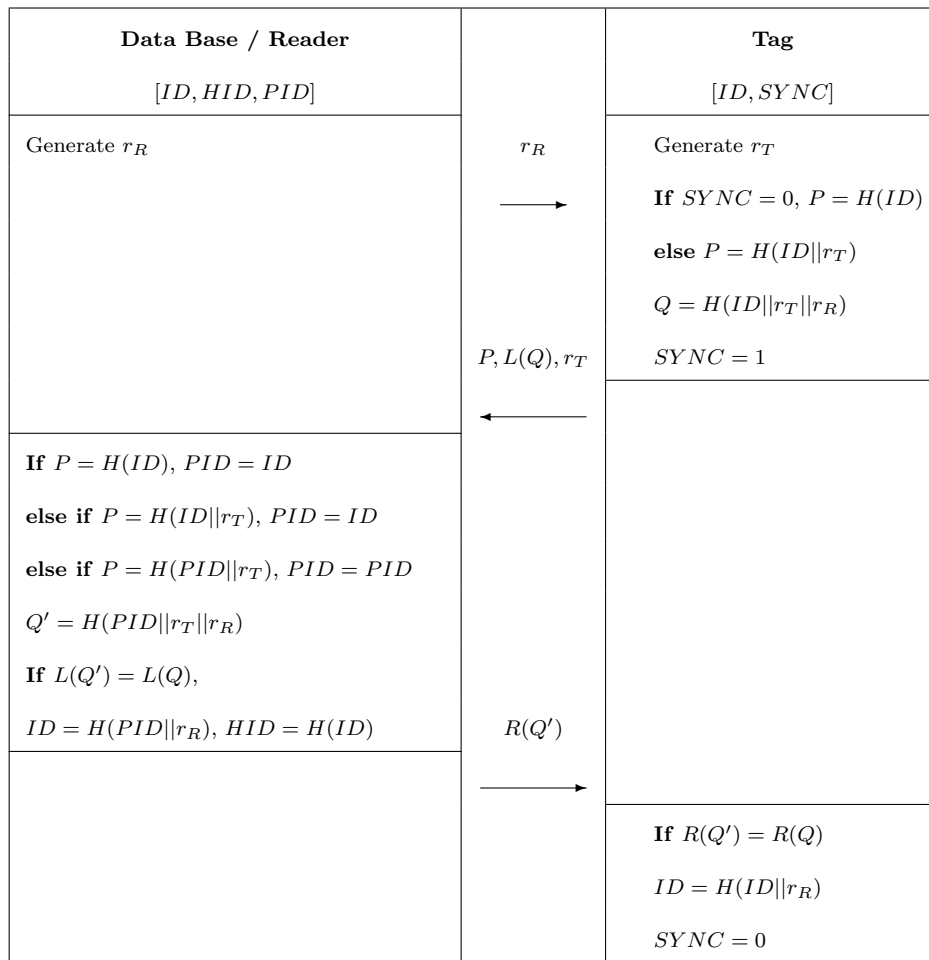 Data Base / Reader
Tag
[ID, HID, PID]
[ID, SYNC]
Generate r_R
r_R
Generate r_T
If SYNC = 0, P = H(ID)
else P = H(ID||r_T)
Q = H(ID||r_T||r_R)
P, L(Q), r_T
SYNC = 1
If P = H(ID), PID = ID
else if P = H(ID||r_T), PID = ID
else if P = H(PID||r_T), PID = PID
Q′ = H(PID||r_T||r_R)
If L(Q′) = L(Q),
ID = H(PID||r_R), HID = H(ID)
R(Q′)
If R(Q′) = R(Q)
ID = H(ID||r_R)
SYNC = 0